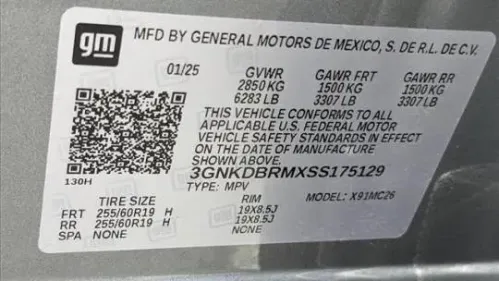 gm
MFD BY GENERAL MOTORS DE MEXICO, S. DE R.L. DE C.V.
01/25 GVWR GAWR FRT GAWR RR
2850 KG 1500 KG 1500 KG
6283 LB 3307 LB 3307 LB
THIS VEHICLE CONFORMS TO ALL
APPLICABLE U.S. FEDERAL MOTOR
VEHICLE SAFETY STANDARDS IN EFFECT
ON THE DATE OF MANUFACTURE SHOWN ABOVE.
130H
3GNKDBRMXSS175129
TYPE: MPV MODEL: X91MC26
TIRE SIZE RIM
FRT 255/60R19 H 19X8.5J
RR 255/60R19 H 19X8.5J
SPA NONE NONE